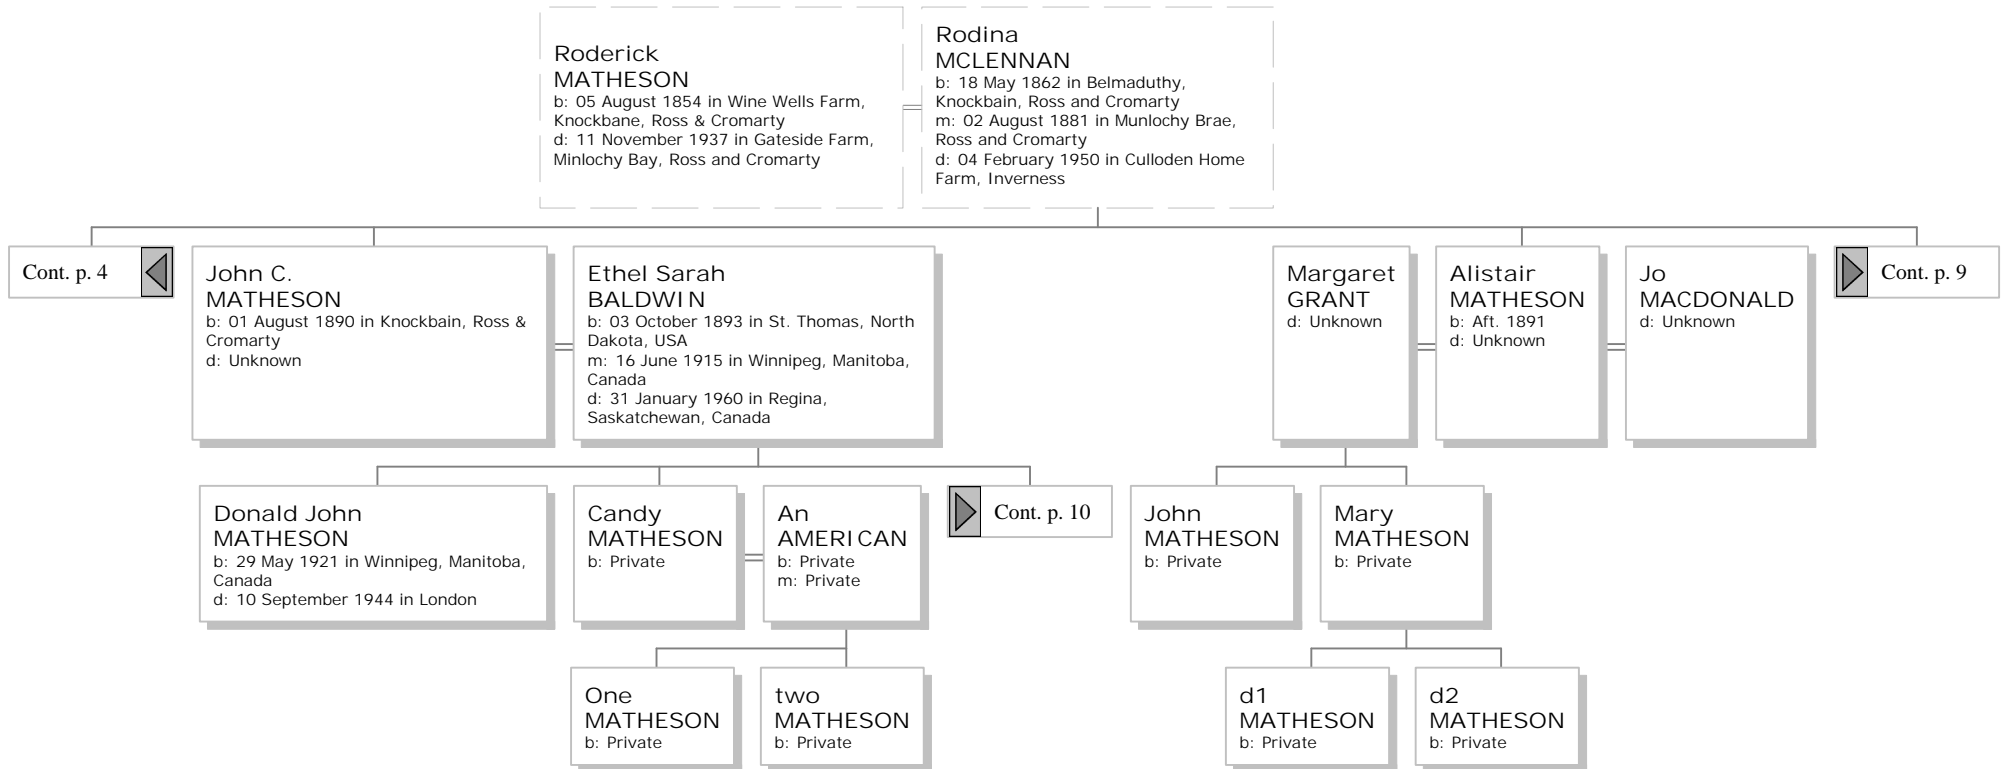 Roderick
MATHESON
b: 05 August 1854 in Wine Wells Farm,
Knockbane, Ross & Cromarty
d: 11 November 1937 in Gateside Farm,
Minlochy Bay, Ross and Cromarty
Rodina
MCLENNAN
b: 18 May 1862 in Belmaduthy,
Knockbain, Ross and Cromarty
m: 02 August 1881 in Munlochy Brae,
Ross and Cromarty
d: 04 February 1950 in Culloden Home
Farm, Inverness
Cont. p. 4
John C.
MATHESON
b: 01 August 1890 in Knockbain, Ross &
Cromarty
d: Unknown
Ethel Sarah
BALDWIN
b: 03 October 1893 in St. Thomas, North
Dakota, USA
m: 16 June 1915 in Winnipeg, Manitoba,
Canada
d: 31 January 1960 in Regina,
Saskatchewan, Canada
Margaret
GRANT
d: Unknown
Alistair
MATHESON
b: Aft. 1891
d: Unknown
Jo
MACDONALD
d: Unknown
Cont. p. 9
Donald John
MATHESON
b: 29 May 1921 in Winnipeg, Manitoba,
Canada
d: 10 September 1944 in London
Candy
MATHESON
b: Private
An
AMERICAN
b: Private
m: Private
Cont. p. 10
John
MATHESON
b: Private
Mary
MATHESON
b: Private
One
MATHESON
b: Private
two
MATHESON
b: Private
d1
MATHESON
b: Private
d2
MATHESON
b: Private